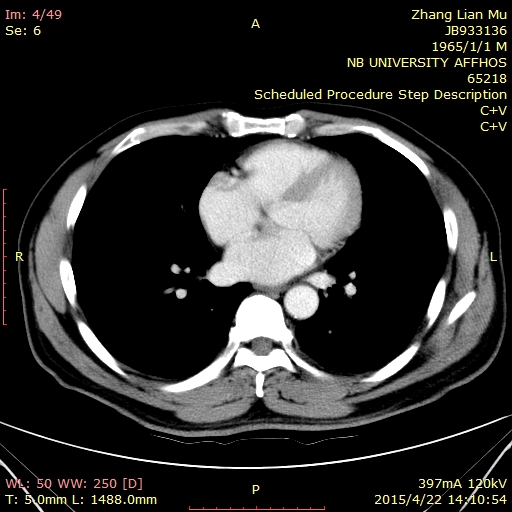 Im: 4/49
Se: 6
A
Zhang Lian Mu
JB933136
1965/1/1 M
NB UNIVERSITY AFFHOS
65218
Scheduled Procedure Step Description
C+V
C+V
R
L
WL: 50 WW: 250 [D]
T: 5.0mm L: 1488.0mm
P
397mA 120kV
2015/4/22 14:10:54